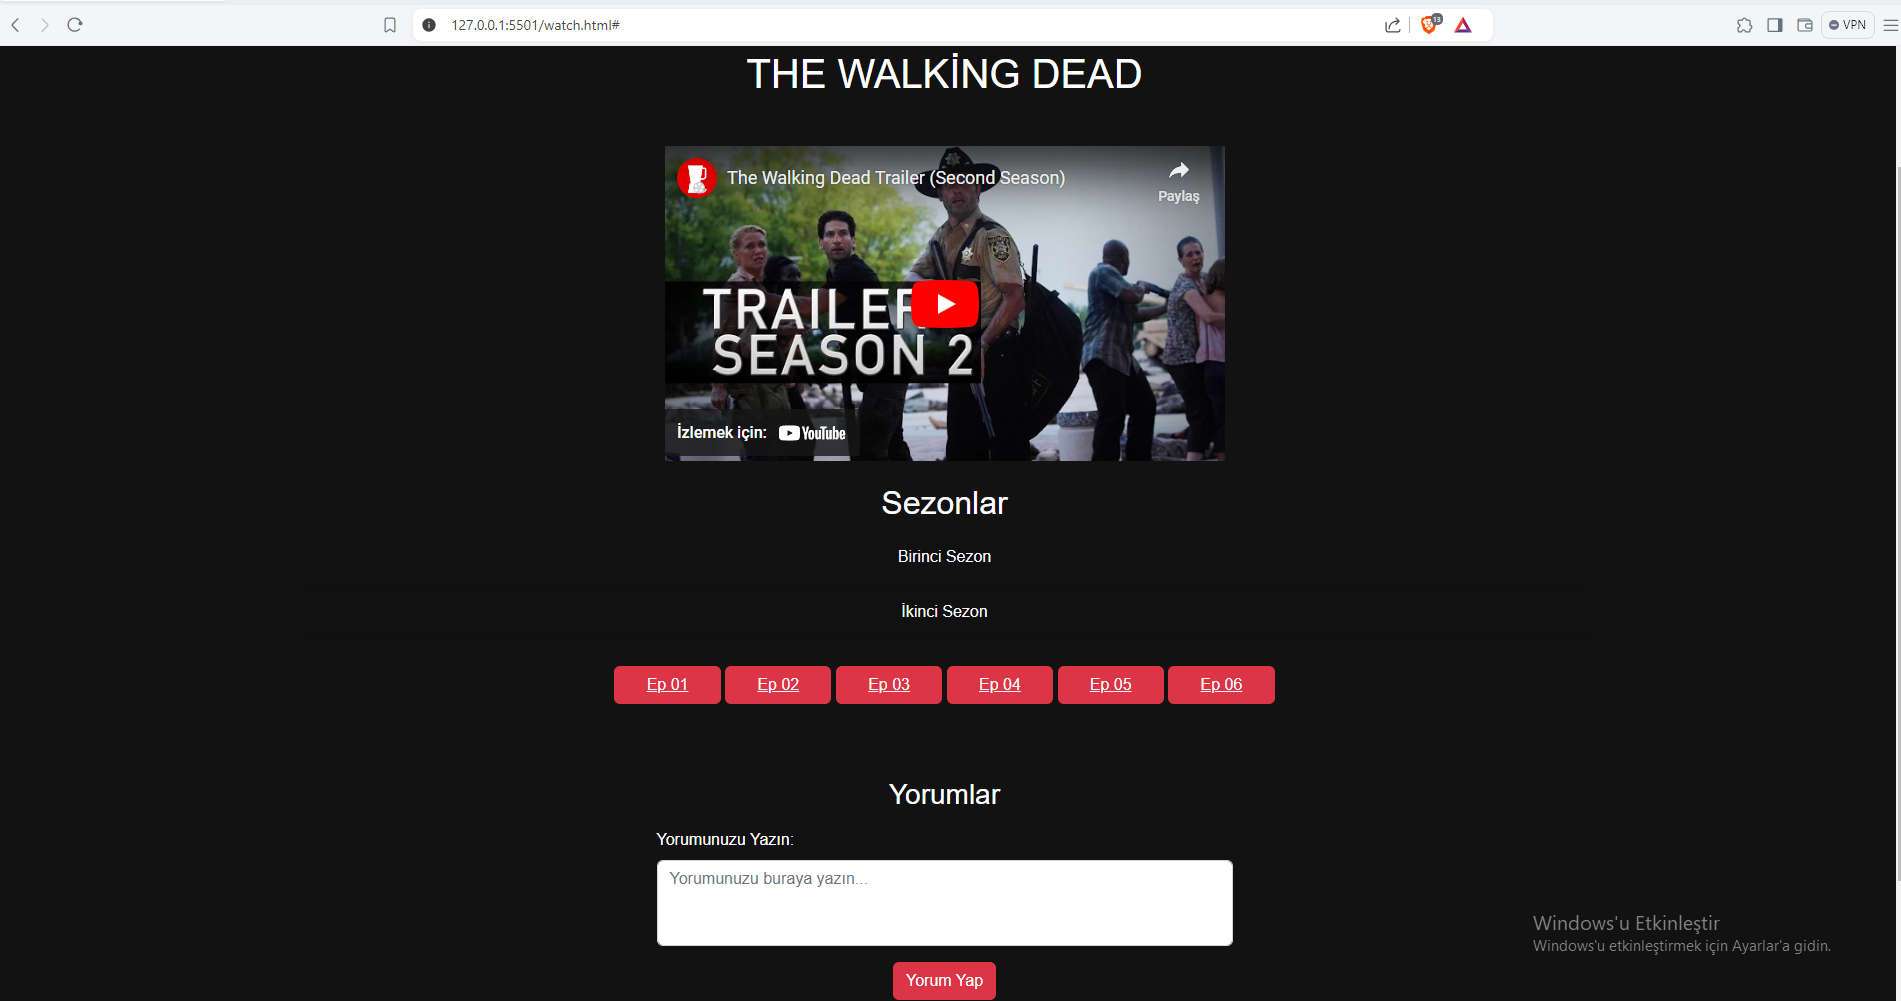 127.0.0.1:5501/watch.html#
13
VPN
THE WALKİNG DEAD
The Walking Dead Trailer (Second Season)
Paylaş
TRAILER
SEASON 2
İzlemek için: YouTube
Sezonlar
Birinci Sezon
İkinci Sezon
Ep 01 Ep 02 Ep 03 Ep 04 Ep 05 Ep 06
Yorumlar
Yorumunuzu Yazın:
Yorumunuzu buraya yazın...
Yorum Yap
Windows'u Etkinleştir
Windows'u etkinleştirmek için Ayarlar'a gidin.